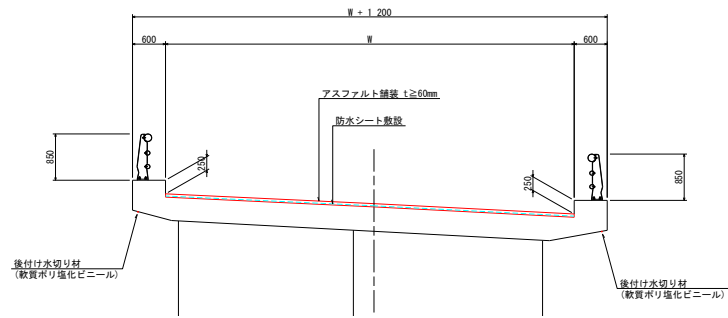 W + 1 200
600
W
600
アスファルト舗装 t≧60mm
防水シート敷設
850
250
250
850
後付け水切り材
(軟質ポリ塩化ビニール)
後付け水切り材
(軟質ポリ塩化ビニール)